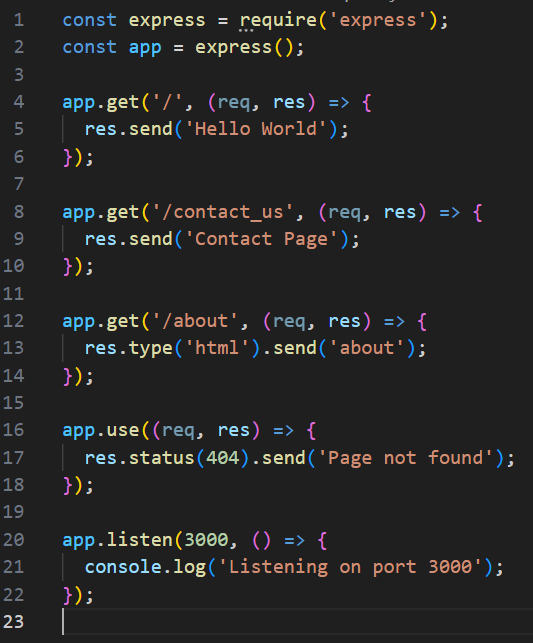 1 const express = require('express');
2 const app = express();
3
4 app.get('/', (req, res) => {
5   res.send('Hello World');
6 });
7
8 app.get('/contact_us', (req, res) => {
9   res.send('Contact Page');
10 });
11
12 app.get('/about', (req, res) => {
13   res.type('html').send('about');
14 });
15
16 app.use((req, res) => {
17   res.status(404).send('Page not found');
18 });
19
20 app.listen(3000, () => {
21   console.log('Listening on port 3000');
22 });
23